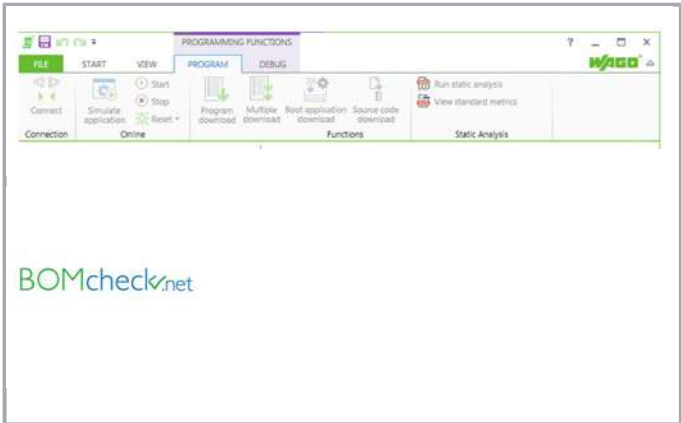 PROGRAMMING FUNCTIONS
?
FILE START VIEW PROGRAM DEBUG WAGO
Connect
Simulate application
Start
Stop
Reset
Program download
Multiple download
Boot application download
Source code download
Run static analysis
View standard metrics
Connection Online Functions Static Analysis
BOMcheck.net